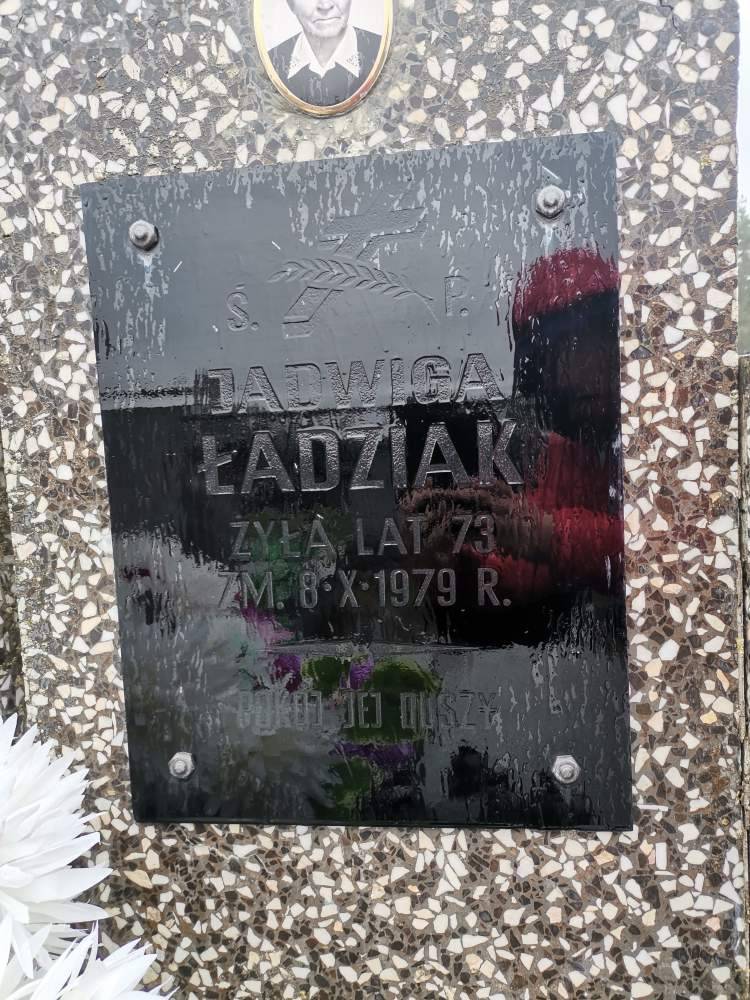 Ś. P.
JADWIGA
ŁADZIAK
ŻYŁA LAT 73
ZM. 8·X·1979 R.
POKÓJ JEJ DUSZY